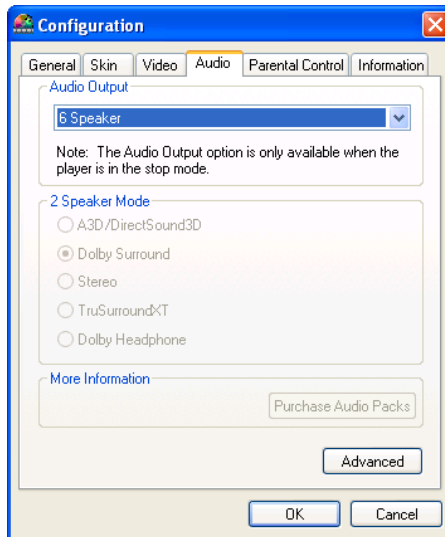 Configuration
General Skin Video Audio Parental Control Information
Audio Output
6 Speaker
Note: The Audio Output option is only available when the
player is in the stop mode.
2 Speaker Mode
A3D/DirectSound3D
Dolby Surround
Stereo
TruSurroundXT
Dolby Headphone
More Information
Purchase Audio Packs
Advanced
OK Cancel